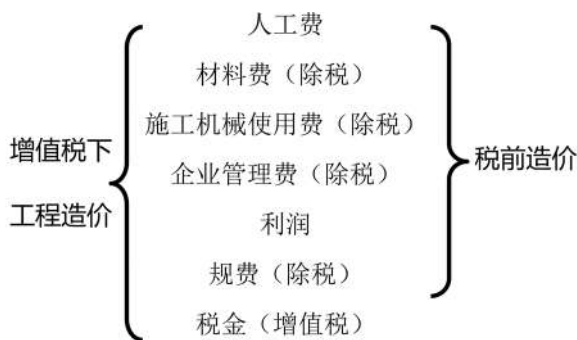 增值税下
工程造价
人工费
材料费（除税）
施工机械使用费（除税）
企业管理费（除税）
利润
规费（除税）
税金（增值税）
税前造价